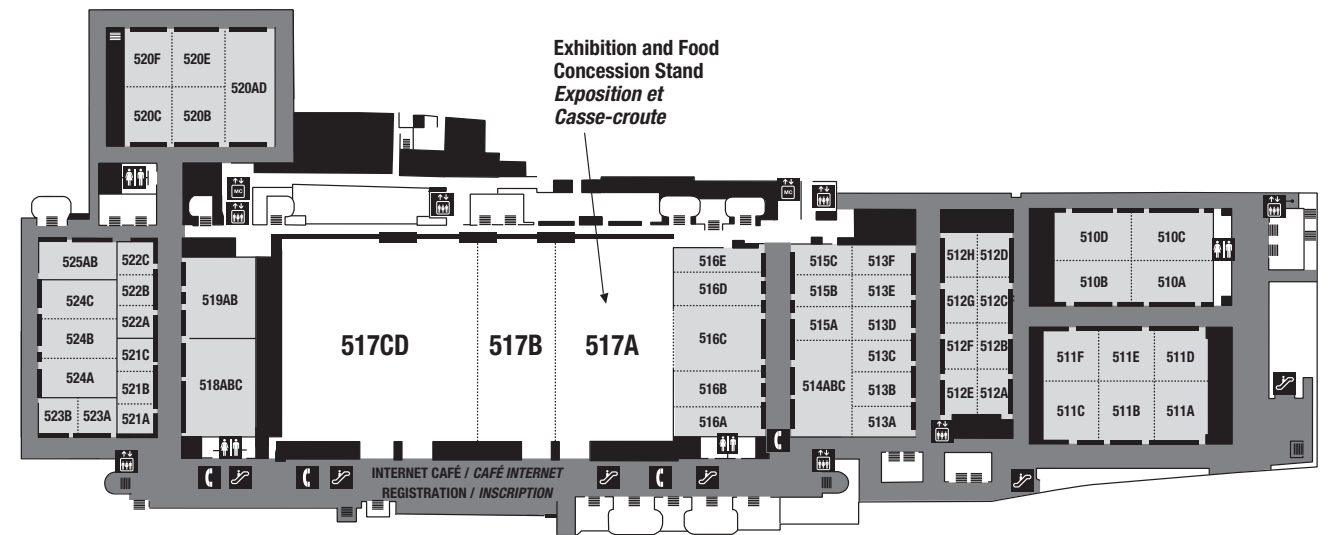 Exhibition and Food
Concession Stand
Exposition et
Casse-croute
520F
520E
520AD
520C
520B
MC
MC
525AB
522C
524C
522B
522A
524B
521C
524A
521B
523B
523A
521A
519AB
518ABC
517CD
517B
517A
516E
516D
516C
516B
516A
515C
513F
515B
513E
515A
513D
513C
514ABC
513B
513A
512H
512D
512G
512C
512F
512B
512E
512A
510D
510C
510B
510A
511F
511E
511D
511C
511B
511A
INTERNET CAFÉ / CAFÉ INTERNET
REGISTRATION / INSCRIPTION